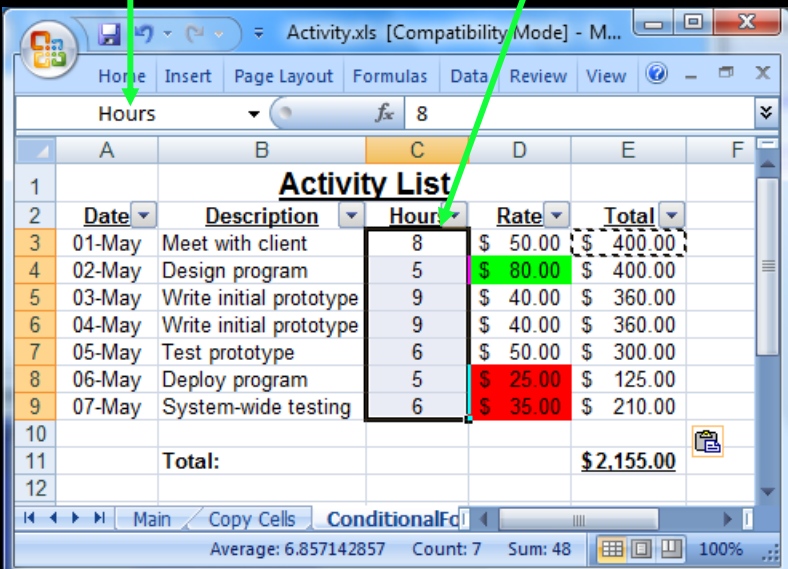 Activity.xls [Compatibility Mode] - M...
Home Insert Page Layout Formulas Data Review View
Hours fx 8
A B C D E F
1 Activity List
2 Date Description Hours Rate Total
3 01-May Meet with client 8 $ 50.00 $ 400.00
4 02-May Design program 5 $ 80.00 $ 400.00
5 03-May Write initial prototype 9 $ 40.00 $ 360.00
6 04-May Write initial prototype 9 $ 40.00 $ 360.00
7 05-May Test prototype 6 $ 50.00 $ 300.00
8 06-May Deploy program 5 $ 25.00 $ 125.00
9 07-May System-wide testing 6 $ 35.00 $ 210.00
10
11 Total: $2,155.00
12
Main Copy Cells ConditionalFo
Average: 6.857142857 Count: 7 Sum: 48 100%